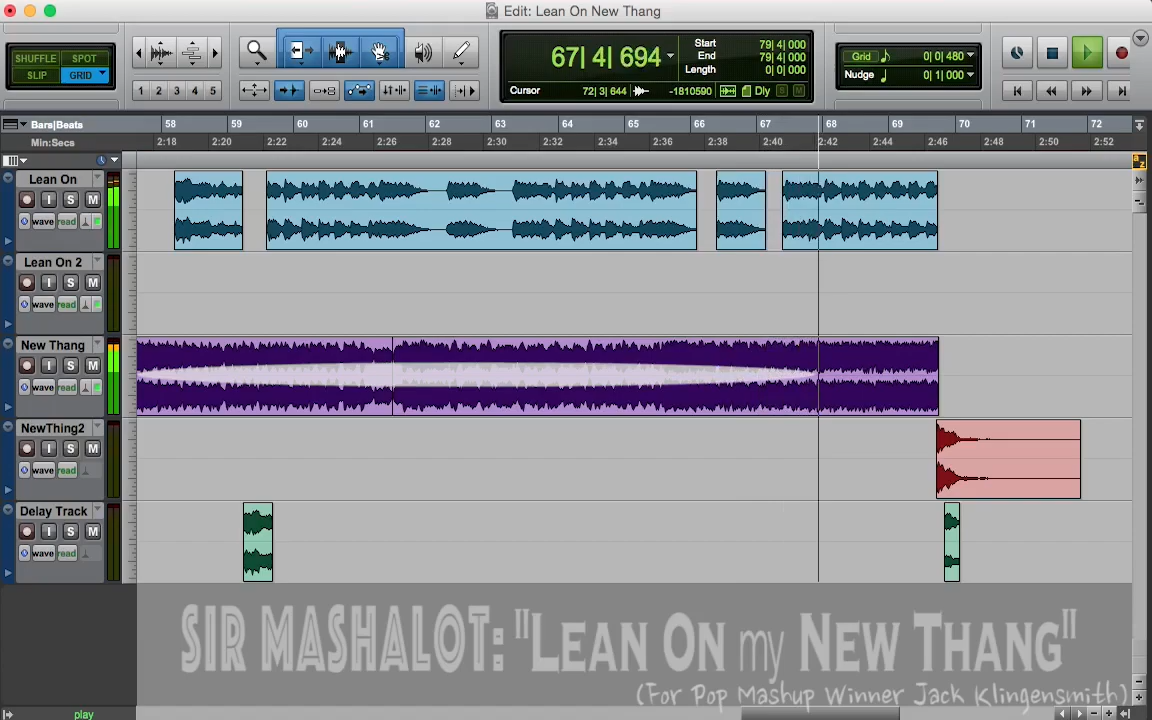 Edit: Lean On New Thang
SHUFFLE SPOT
SLIP GRID
1 2 3 4 5
67| 4| 694
Start 79| 4| 000
End 79| 4| 000
Length 0| 0| 000
Cursor 72| 3| 644 -1810590 Dly S M
Grid 0| 0| 480
Nudge 0| 1| 000
Bars|Beats 58 59 60 61 62 63 64 65 66 67 68 69 70 71 72
Min:Secs 2:18 2:20 2:22 2:24 2:26 2:28 2:30 2:32 2:34 2:36 2:38 2:40 2:42 2:44 2:46 2:48 2:50 2:52
a z
Lean On
I S M
wave read
Lean On 2
I S M
wave read
New Thang
I S M
wave read
NewThing2
I S M
wave read
Delay Track
I S M
wave read
SIR MASHALOT: "LEAN ON my NEW THANG"
(For Pop Mashup Winner Jack Klingensmith)
play